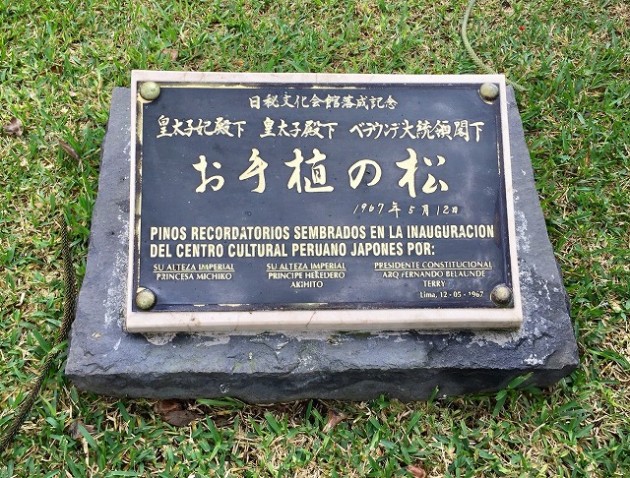 日秘文化会館落成記念
皇太子妃殿下 皇太子殿下 ベラウンデ大統領閣下
お手植の松
1967年5月12日
PINOS RECORDATORIOS SEMBRADOS EN LA INAUGURACION
DEL CENTRO CULTURAL PERUANO JAPONES POR:
SU ALTEZA IMPERIAL
PRINCESA MICHIKO
SU ALTEZA IMPERIAL
PRINCIPE HEREDERO
AKIHITO
PRESIDENTE CONSTITUCIONAL
ARQ FERNANDO BELAUNDE
TERRY
Lima, 12 - 05 - 1967